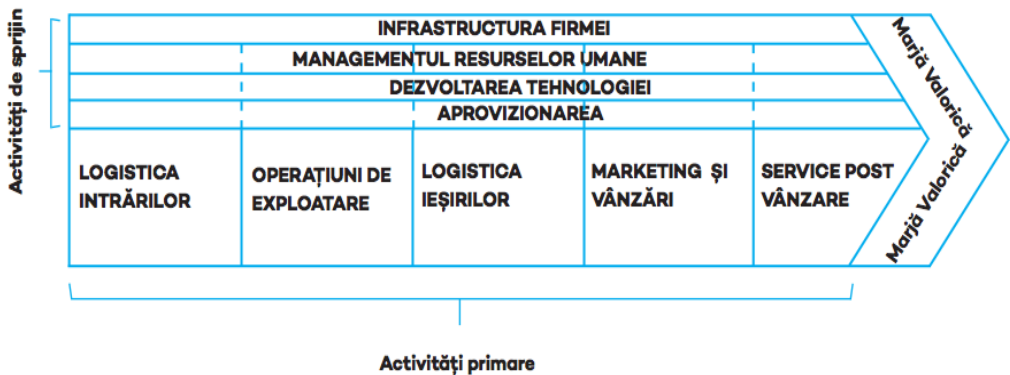 Activități de sprijin
INFRASTRUCTURA FIRMEI
MANAGEMENTUL RESURSELOR UMANE
DEZVOLTAREA TEHNOLOGIEI
APROVIZIONAREA
LOGISTICA
INTRĂRILOR
OPERAȚIUNI DE
EXPLOATARE
LOGISTICA
IEȘIRILOR
MARKETING ȘI
VÂNZĂRI
SERVICE POST
VÂNZARE
Marjă Valorică
Marjă Valorică
Activități primare